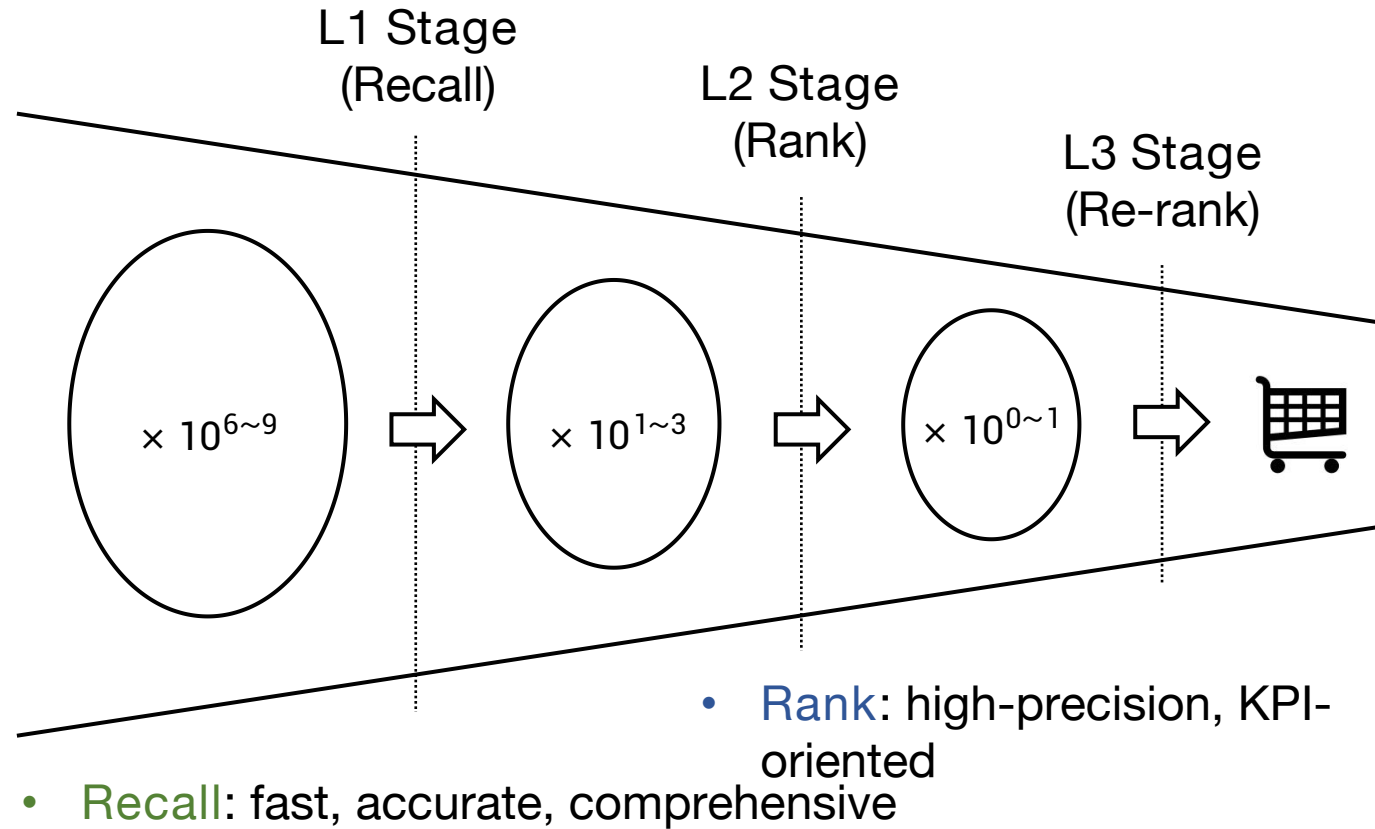 L1 Stage
(Recall)
L2 Stage
(Rank)
L3 Stage
(Re-rank)
× 10^{6~9}
× 10^{1~3}
× 10^{0~1}
• Rank: high-precision, KPI-
oriented
• Recall: fast, accurate, comprehensive